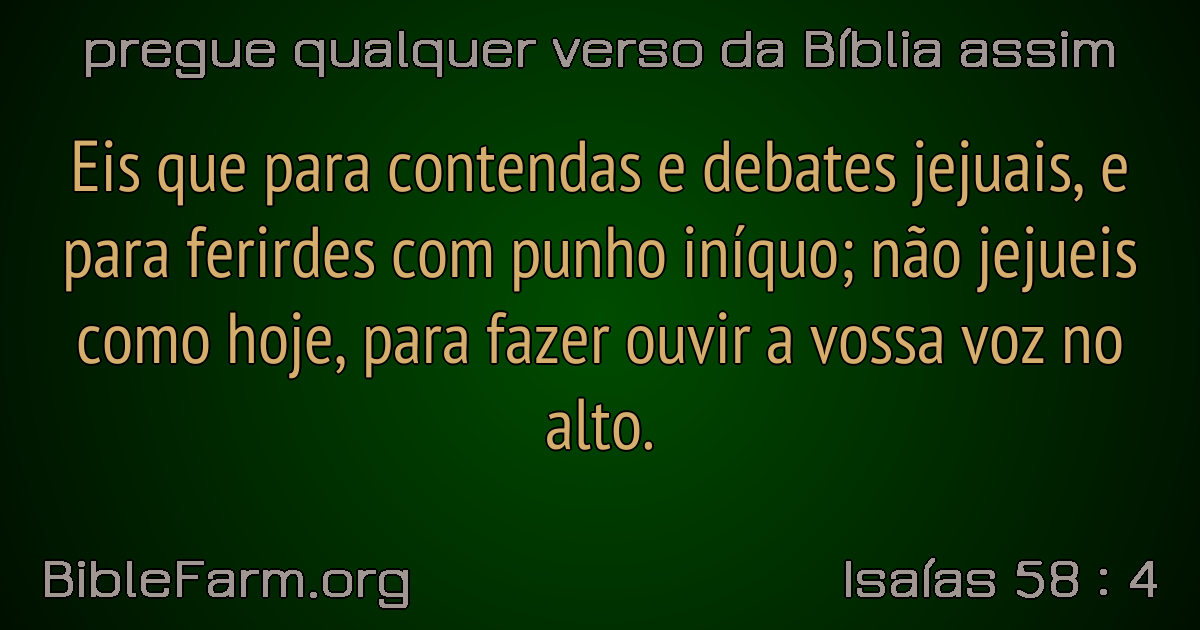 pregue qualquer verso da Bíblia assim
Eis que para contendas e debates jejuais, e
para ferirdes com punho iníquo; não jejueis
como hoje, para fazer ouvir a vossa voz no
alto.
BibleFarm.org
Isaías 58 : 4